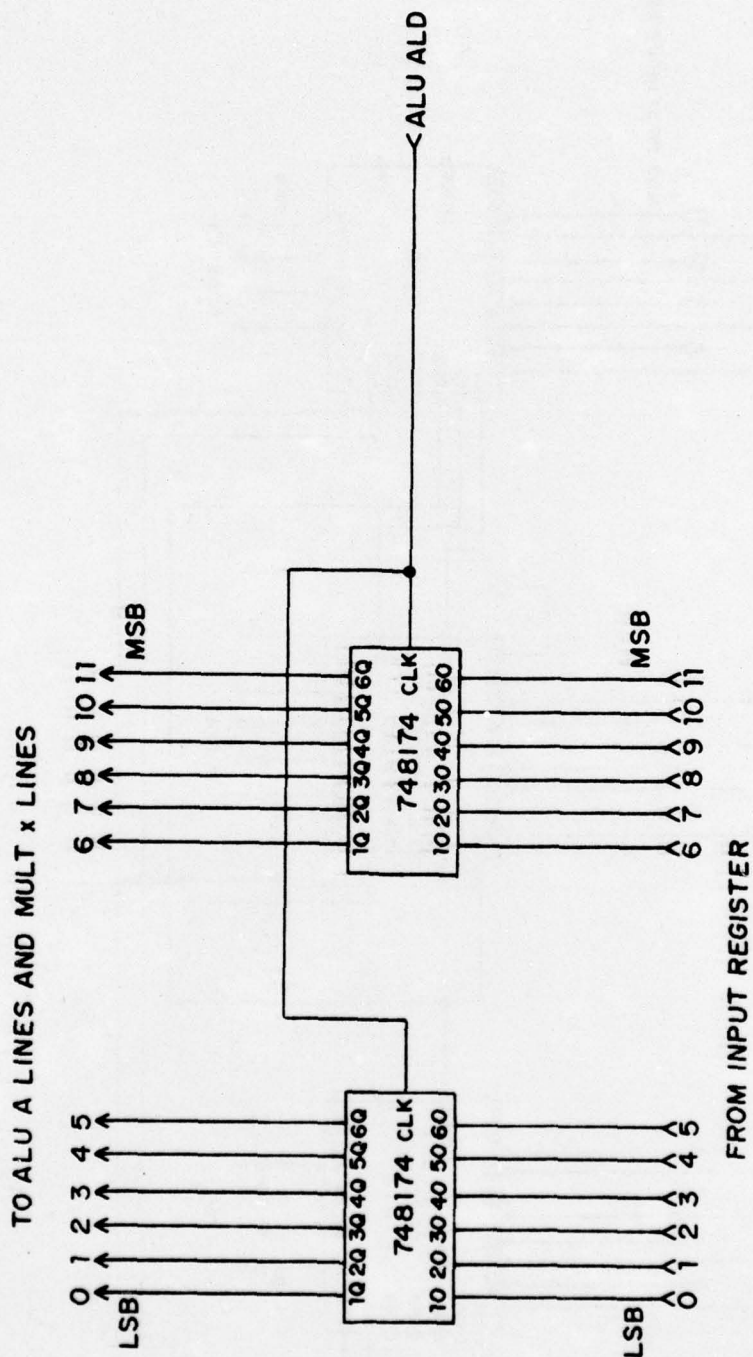 TO ALU A LINES AND MULT x LINES
0 1 2 3 4 5 6 7 8 9 10 11
LSB MSB
1Q 2Q 3Q 4Q 5Q 6Q 1Q 2Q 3Q 4Q 5Q 6Q
748174 CLK 748174 CLK
1D 2D 3D 4D 5D 6D 1D 2D 3D 4D 5D 6D
ALU ALD
LSB MSB
0 1 2 3 4 5 6 7 8 9 10 11
FROM INPUT REGISTER